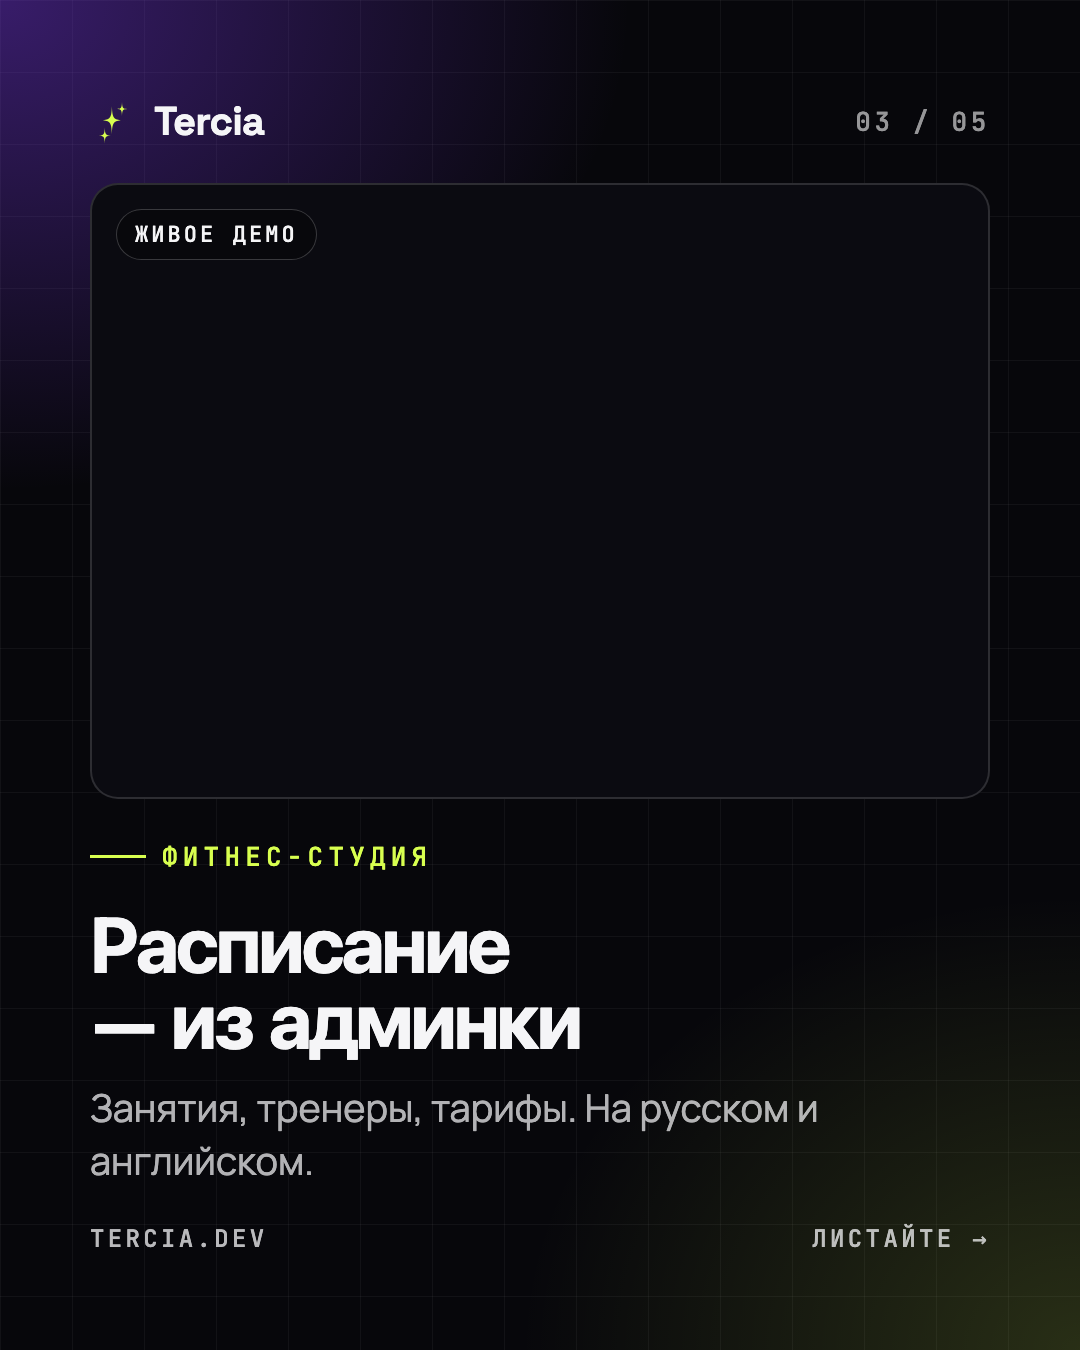 Tercia
03 / 05
ЖИВОЕ ДЕМО
ФИТНЕС-СТУДИЯ
Расписание
— из админки
Занятия, тренеры, тарифы. На русском и
английском.
TERCIA.DEV
ЛИСТАЙТЕ →